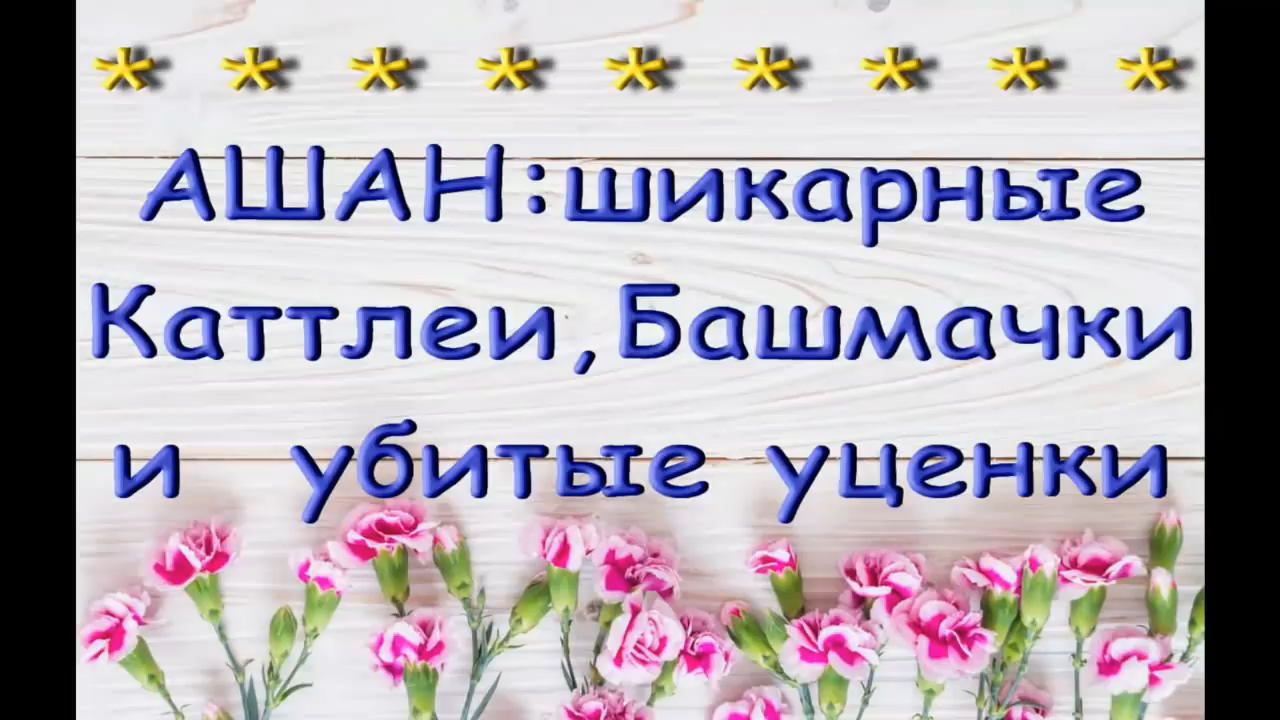 * * * * * * * * *
АШАН:шикарные
Каттлеи,Башмачки
и убитые уценки